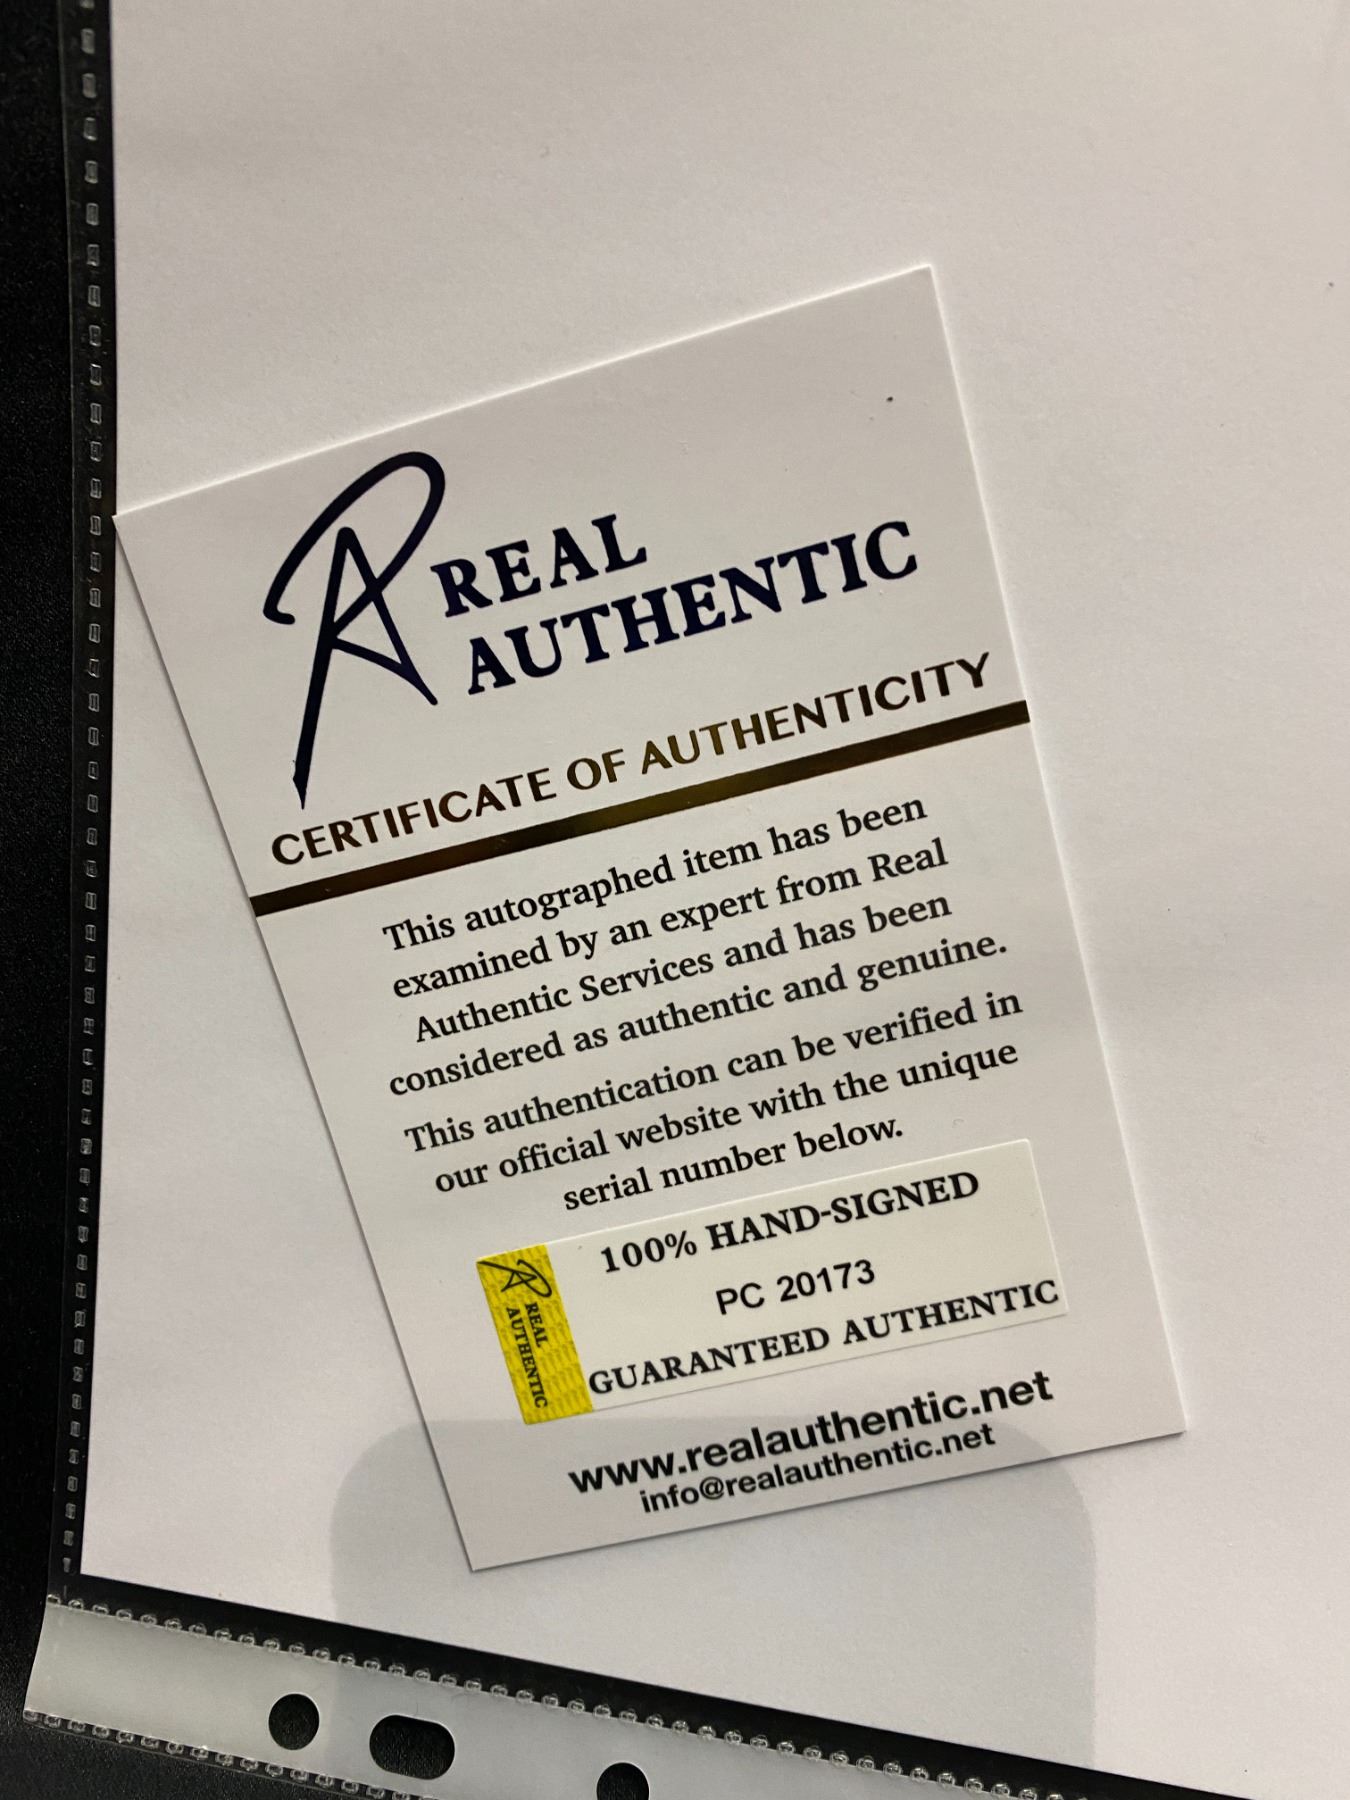 REAL
AUTHENTIC
CERTIFICATE OF AUTHENTICITY
This autographed item has been
examined by an expert from Real
Authentic Services and has been
considered as authentic and genuine.
This authentication can be verified in
our official website with the unique
serial number below.
100% HAND-SIGNED
PC 20173
GUARANTEED AUTHENTIC
REAL
AUTHENTIC
www.realauthentic.net
info@realauthentic.net